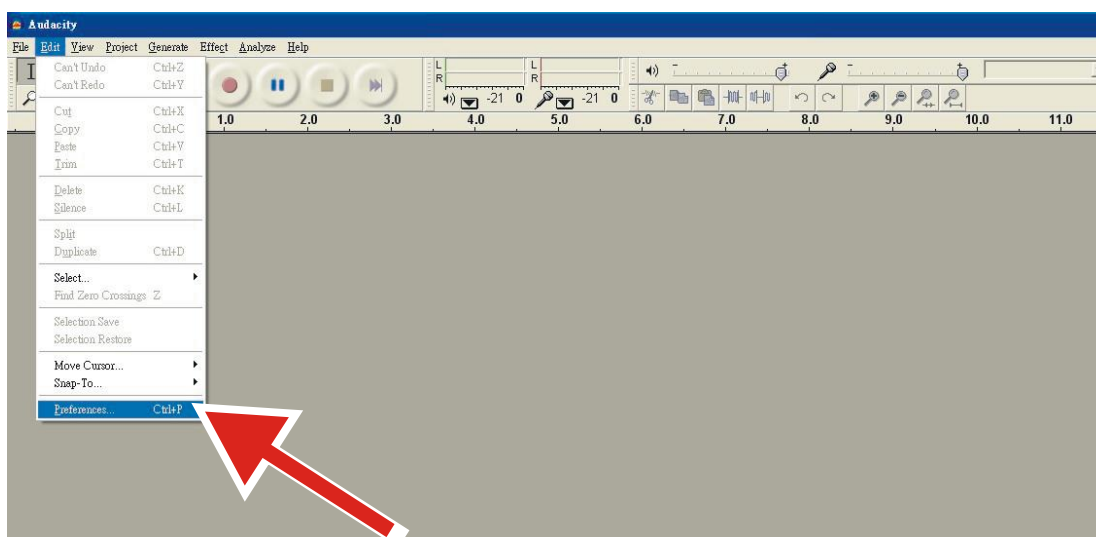 Audacity
File Edit View Project Generate Effect Analyze Help
Can't Undo Ctrl+Z
Can't Redo Ctrl+Y
Cut Ctrl+X
Copy Ctrl+C
Paste Ctrl+V
Trim Ctrl+T
Delete Ctrl+K
Silence Ctrl+L
Split
Duplicate Ctrl+D
Select...
Find Zero Crossings Z
Selection Save
Selection Restore
Move Cursor...
Snap-To...
Preferences... Ctrl+P
L L
R R
-21 0 -21 0
1.0 2.0 3.0 4.0 5.0 6.0 7.0 8.0 9.0 10.0 11.0